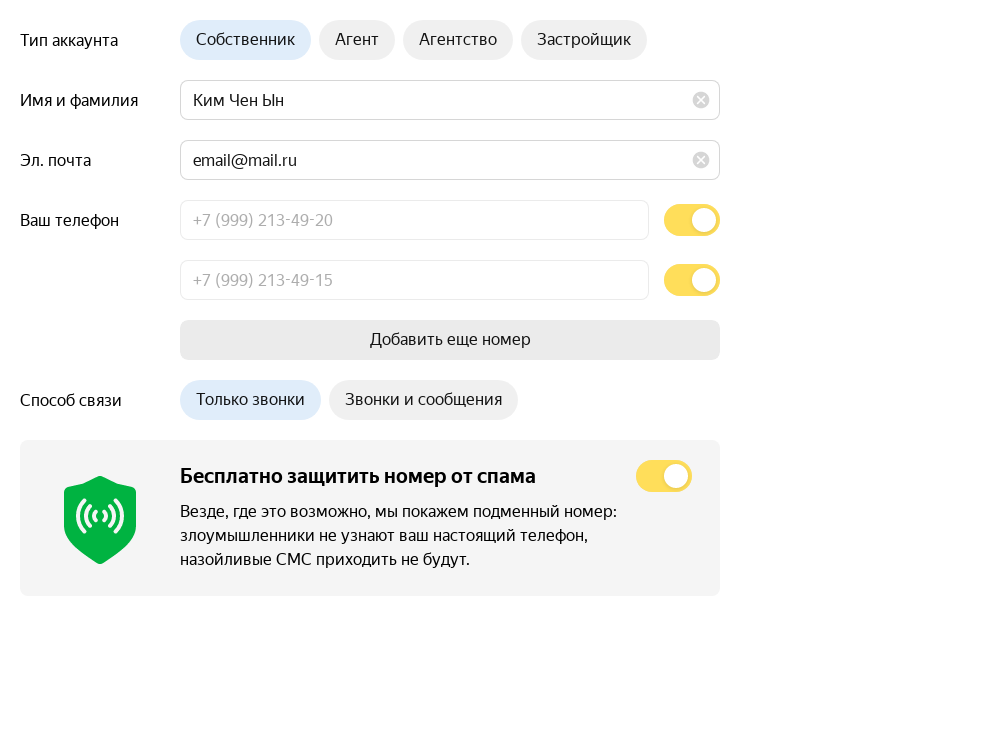 Тип аккаунта Собственник Агент Агентство Застройщик
Имя и фамилия Ким Чен Ын
Эл. почта email@mail.ru
Ваш телефон +7 (999) 213-49-20
+7 (999) 213-49-15
Добавить еще номер
Способ связи Только звонки Звонки и сообщения
Бесплатно защитить номер от спама
Везде, где это возможно, мы покажем подменный номер:
злоумышленники не узнают ваш настоящий телефон,
назойливые СМС приходить не будут.